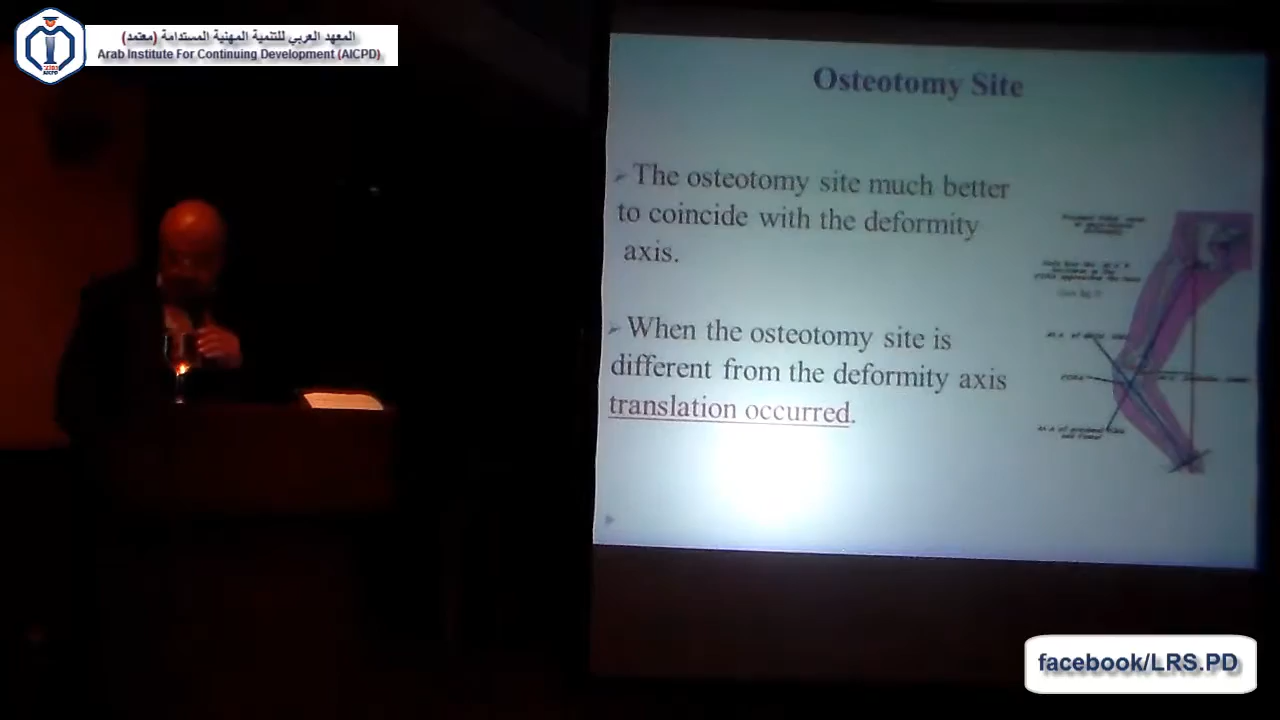 المعهد العربي للتنمية المهنية المستدامة (معتمد)
Arab Institute For Continuing Development (AICPD)
AICPD
Osteotomy Site
The osteotomy site much better
to coincide with the deformity
axis.
When the osteotomy site is
different from the deformity axis
translation occurred.
facebook/LRS.PD